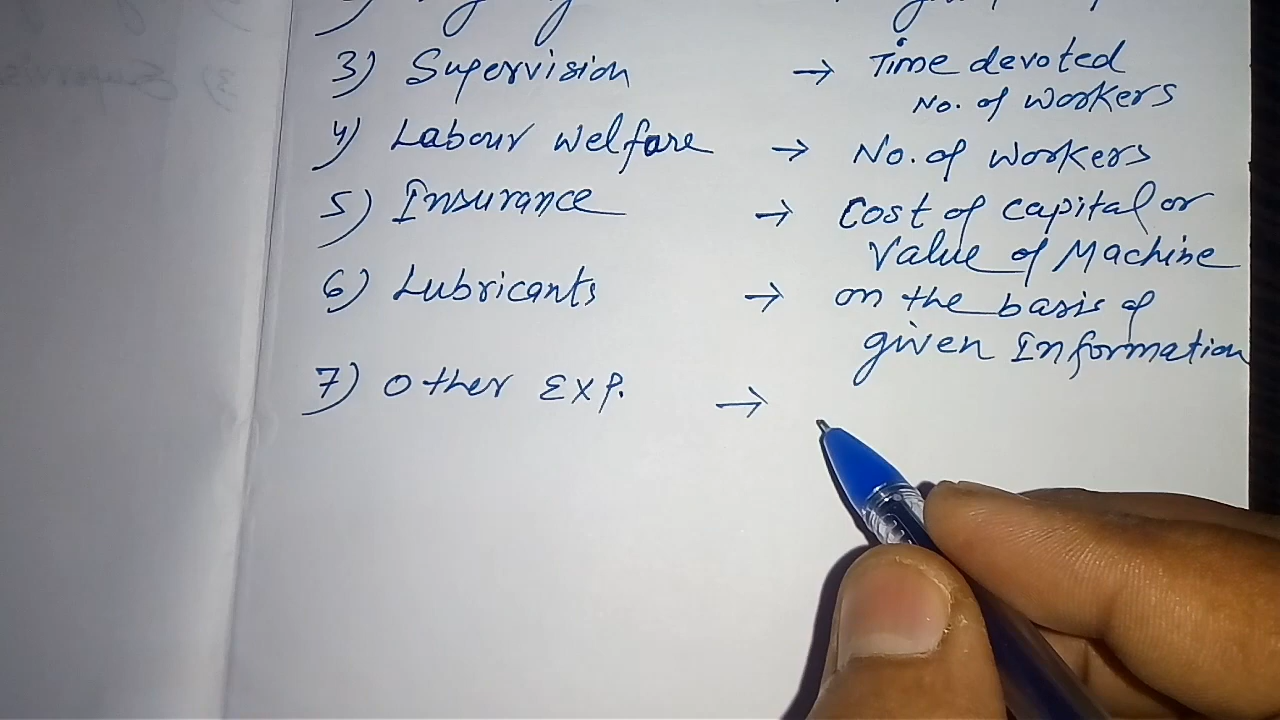 3) Supervision → Time devoted
No. of workers
4) Labour welfare → No. of workers
5) Insurance → Cost of capital or
Value of Machine
6) Lubricants → on the basis of
given Information
7) Other Exp. →